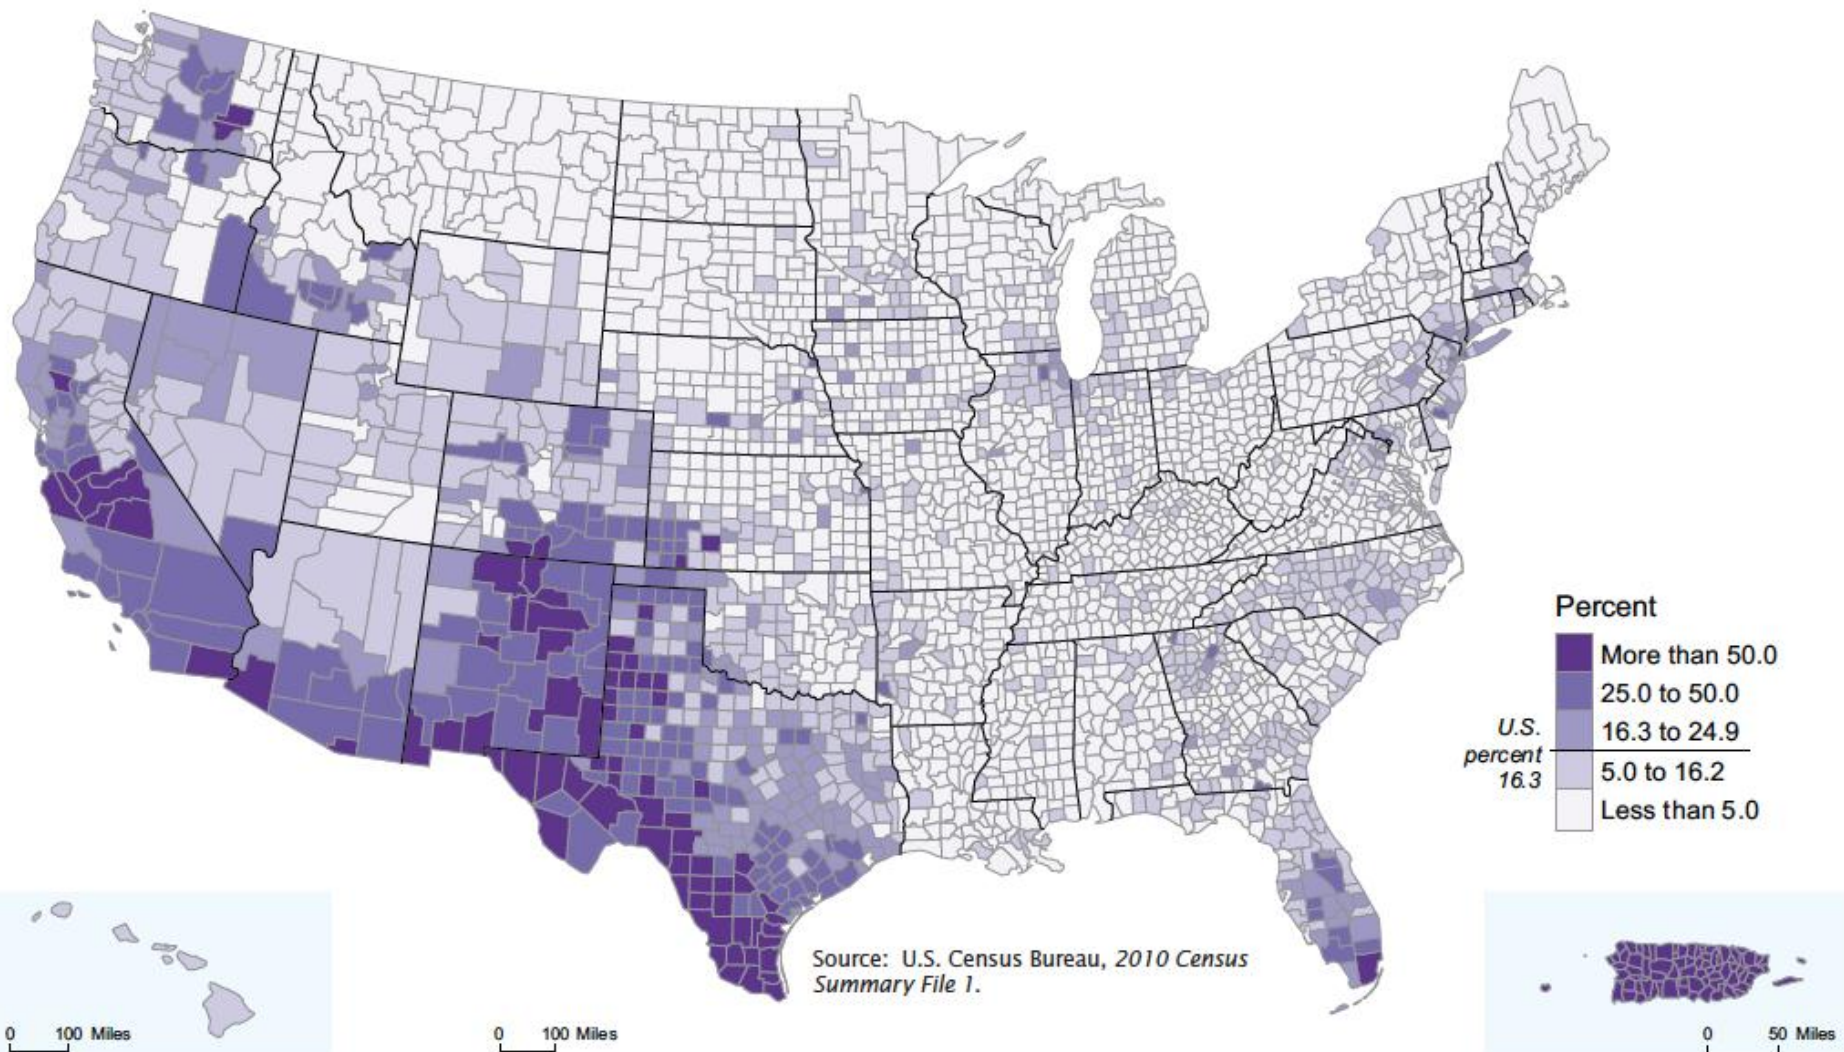 Percent
More than 50.0
25.0 to 50.0
16.3 to 24.9
U.S.
percent
16.3
5.0 to 16.2
Less than 5.0
Source: U.S. Census Bureau, 2010 Census
Summary File 1.
0 100 Miles
0 100 Miles
0 50 Miles